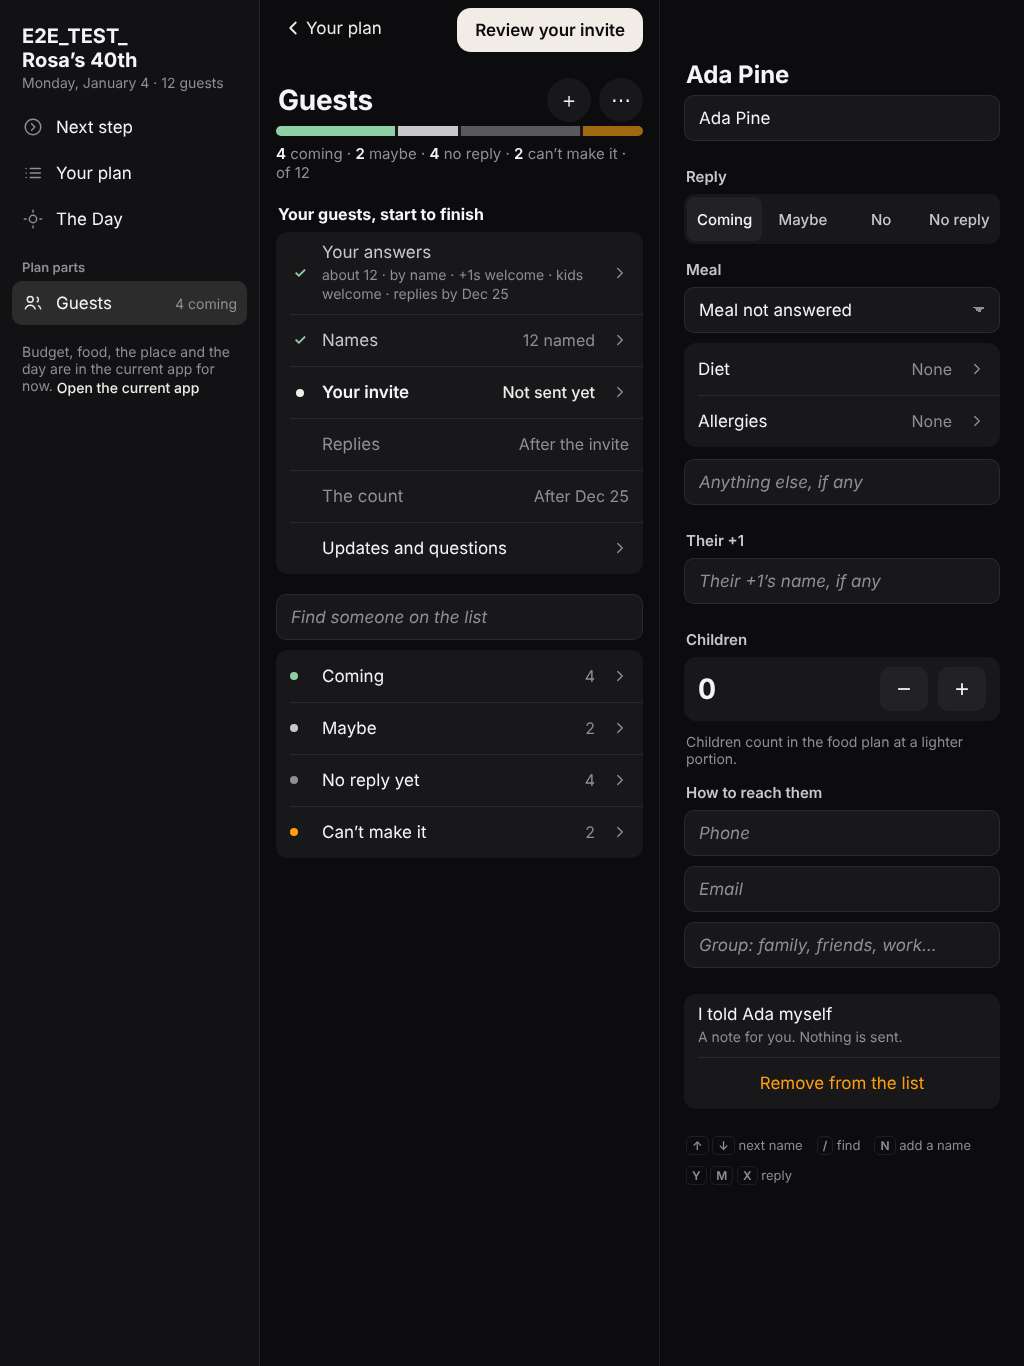 E2E_TEST_
Rosa’s 40th
Monday, January 4 · 12 guests
Next step
Your plan
The Day
Plan parts
Guests 4 coming
Budget, food, the place and the
day are in the current app for
now. Open the current app
Your plan
Review your invite
Guests
+ ···
4 coming · 2 maybe · 4 no reply · 2 can’t make it ·
of 12
Your guests, start to finish
Your answers
about 12 · by name · +1s welcome · kids
welcome · replies by Dec 25
Names 12 named
Your invite Not sent yet
Replies After the invite
The count After Dec 25
Updates and questions
Find someone on the list
Coming 4
Maybe 2
No reply yet 4
Can’t make it 2
Ada Pine
Ada Pine
Reply
Coming Maybe No No reply
Meal
Meal not answered
Diet None
Allergies None
Anything else, if any
Their +1
Their +1’s name, if any
Children
0 − +
Children count in the food plan at a lighter
portion.
How to reach them
Phone
Email
Group: family, friends, work…
I told Ada myself
A note for you. Nothing is sent.
Remove from the list
↑ ↓ next name / find N add a name
Y M X reply